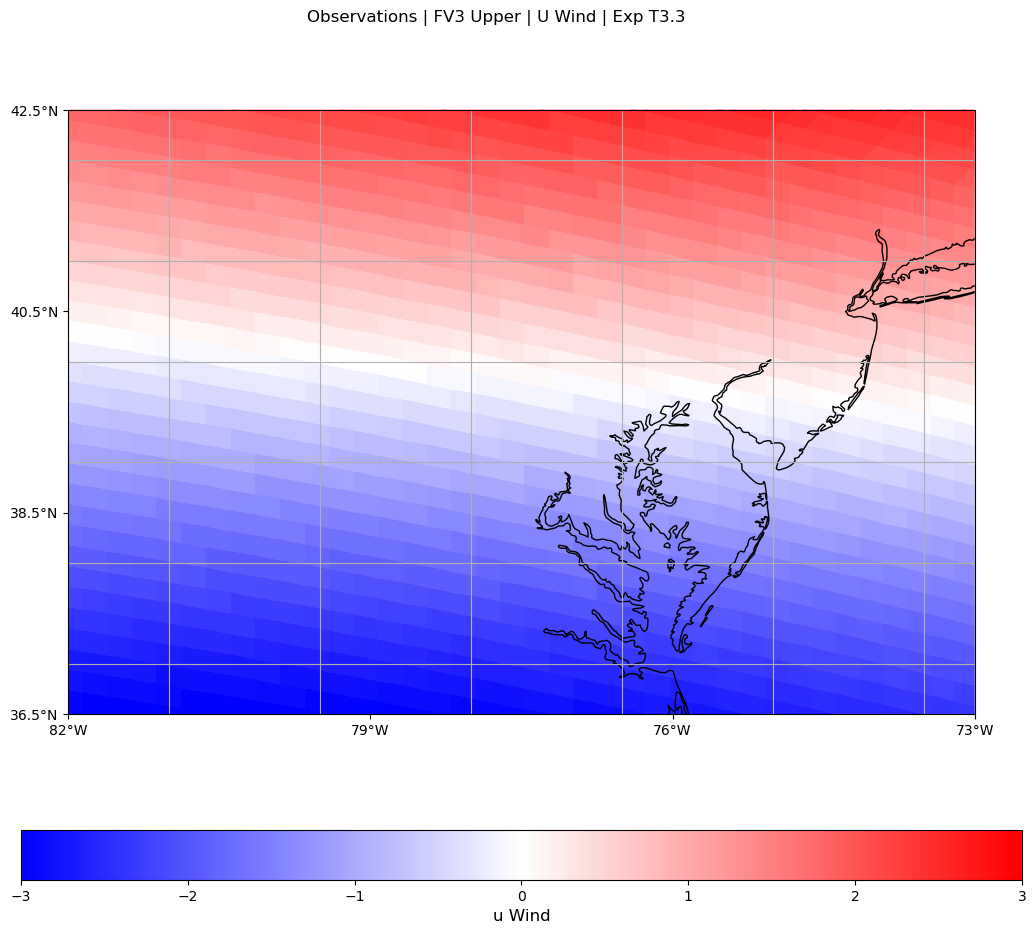 Observations | FV3 Upper | U Wind | Exp T3.3
42.5°N
40.5°N
38.5°N
36.5°N
82°W 79°W 76°W 73°W
−3 −2 −1 0 1 2 3
u Wind